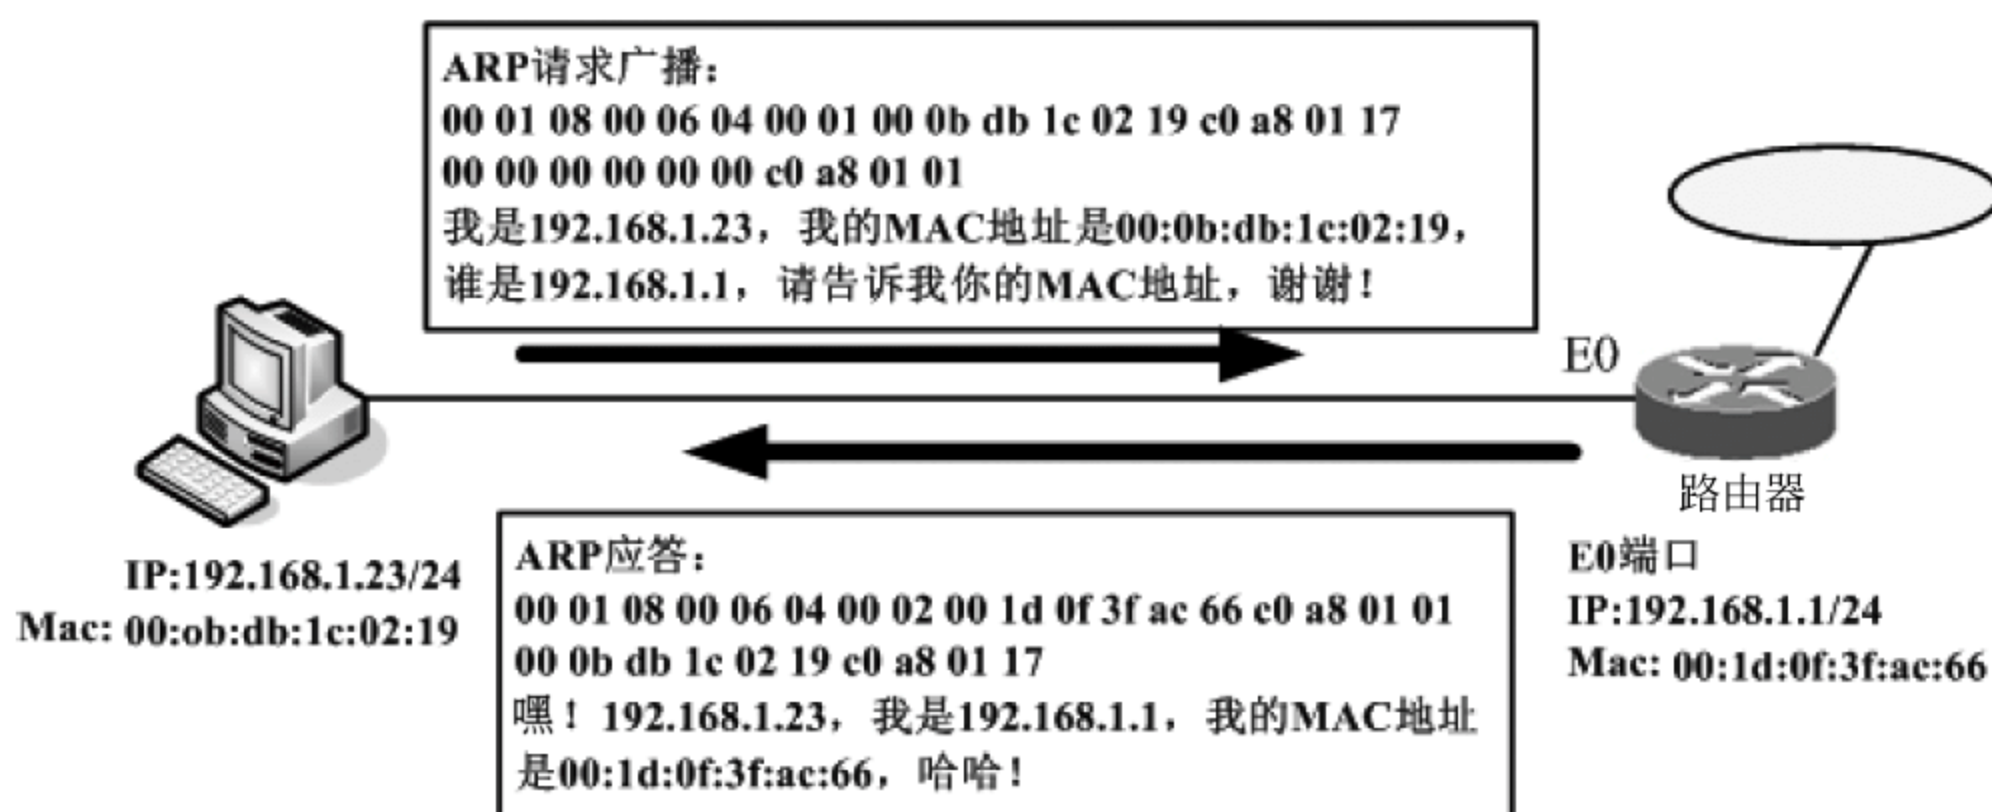 ARP请求广播：
00 01 08 00 06 04 00 01 00 0b db 1c 02 19 c0 a8 01 17
00 00 00 00 00 00 c0 a8 01 01
我是192.168.1.23，我的MAC地址是00:0b:db:1c:02:19，
谁是192.168.1.1，请告诉我你的MAC地址，谢谢！
E0
路由器
IP:192.168.1.23/24
Mac: 00:ob:db:1c:02:19
ARP应答：
00 01 08 00 06 04 00 02 00 1d 0f 3f ac 66 c0 a8 01 01
00 0b db 1c 02 19 c0 a8 01 17
嘿！192.168.1.23，我是192.168.1.1，我的MAC地址
是00:1d:0f:3f:ac:66，哈哈！
E0端口
IP:192.168.1.1/24
Mac: 00:1d:0f:3f:ac:66